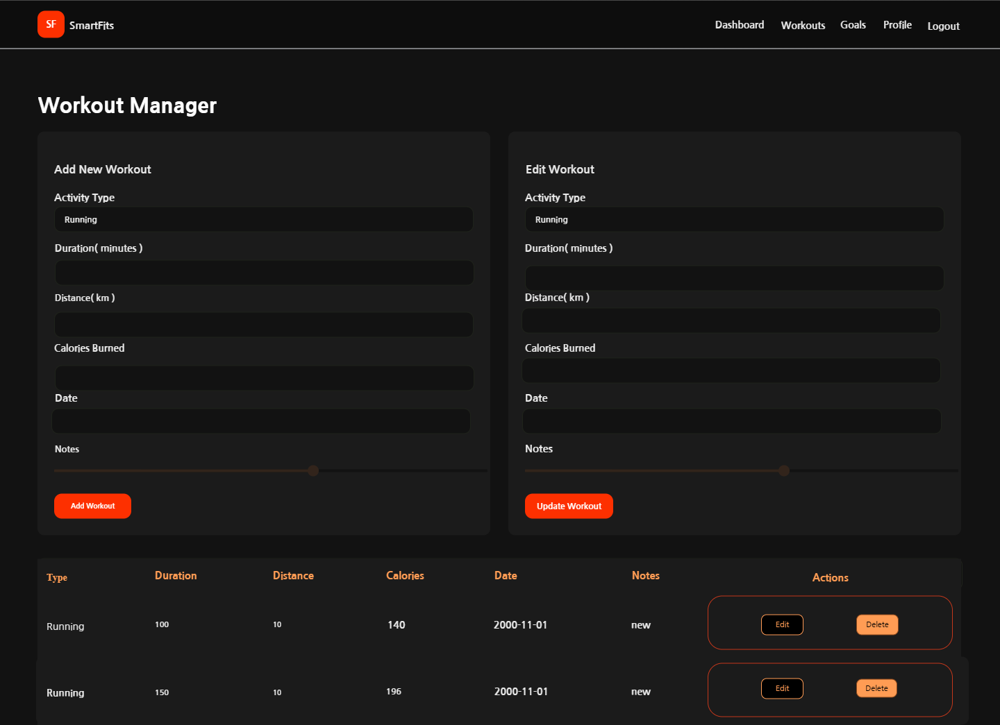 SF SmartFits Dashboard Workouts Goals Profile Logout
Workout Manager
Add New Workout
Activity Type
Running
Duration( minutes )
Distance( km )
Calories Burned
Date
Notes
Add Workout
Edit Workout
Activity Type
Running
Duration( minutes )
Distance( km )
Calories Burned
Date
Notes
Update Workout
Type Duration Distance Calories Date Notes Actions
Running 100 10 140 2000-11-01 new Edit Delete
Running 150 10 196 2000-11-01 new Edit Delete